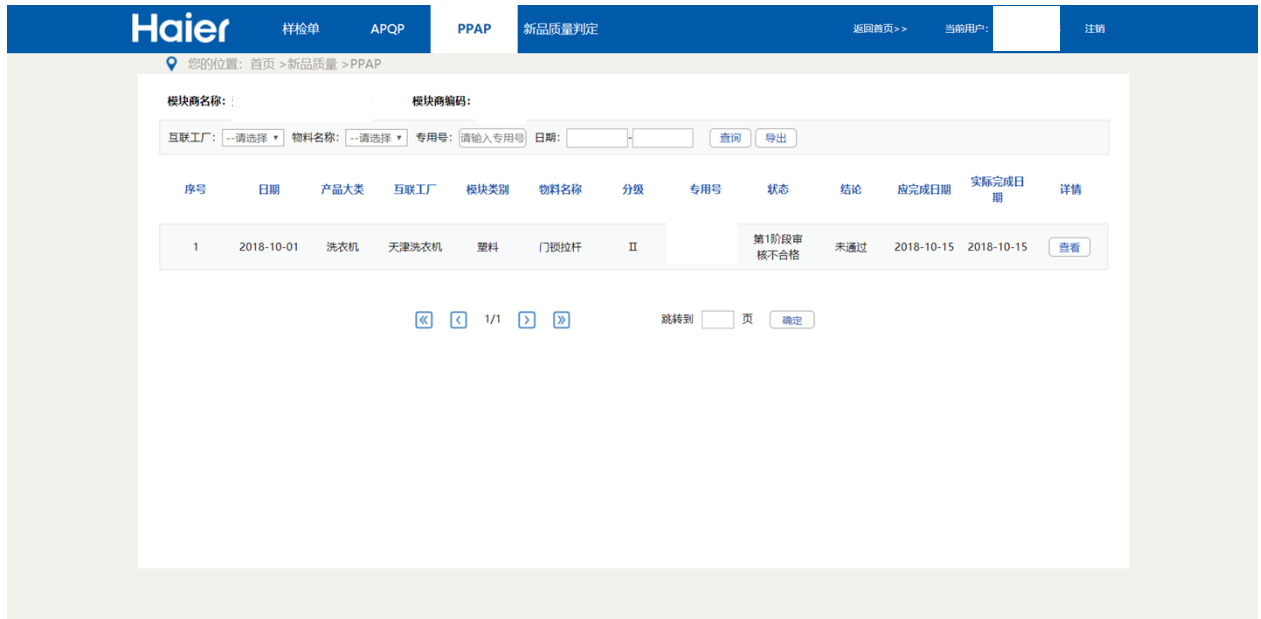 Haier 样检单 APQP PPAP 新品质量判定 返回首页>> 当前用户: 注销
您的位置: 首页 >新品质量 >PPAP
模块商名称: 模块商编码:
互联工厂: --请选择 物料名称: --请选择 专用号: 请输入专用号 日期: - 查询 导出
序号 日期 产品大类 互联工厂 模块类别 物料名称 分级 专用号 状态 结论 应完成日期 实际完成日
期 详情
1 2018-10-01 洗衣机 天津洗衣机 塑料 门锁拉杆 II 第1阶段审
核不合格 未通过 2018-10-15 2018-10-15 查看
1/1 跳转到 页 确定